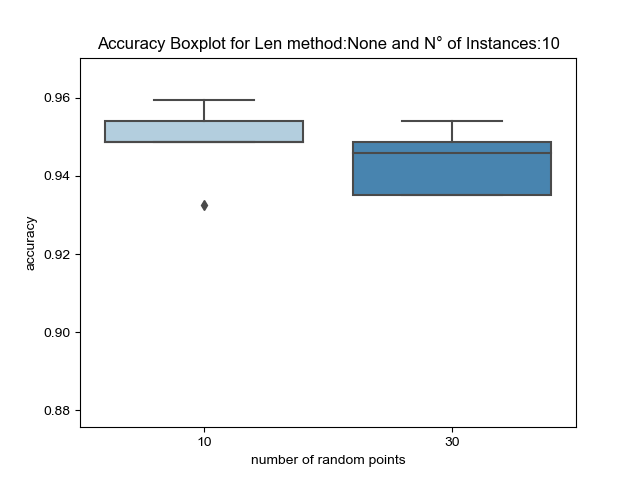 Accuracy Boxplot for Len method:None and N° of Instances:10
0.96
0.94
0.92
0.90
0.88
accuracy
10 30
number of random points